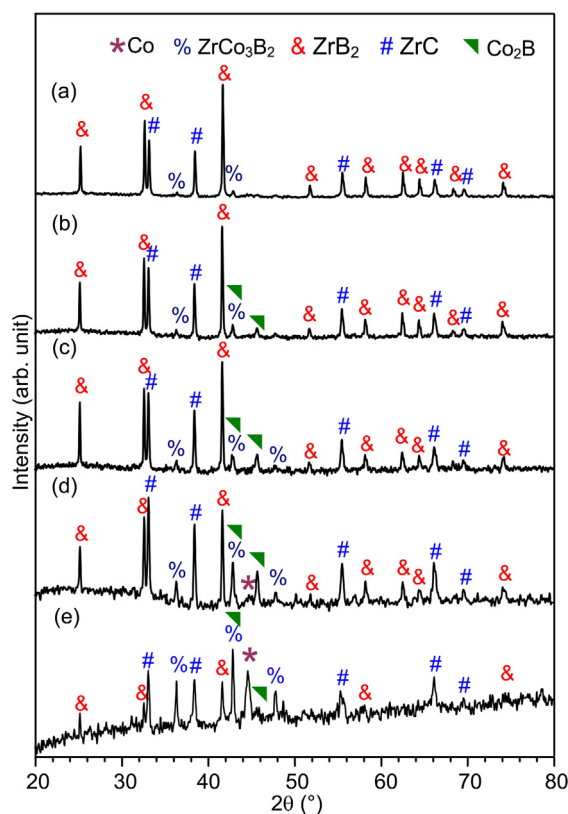 *Co % ZrCo₃B₂ & ZrB₂ # ZrC ◥ Co₂B
(a)
& & # % # & % & # & & & # & # &
(b)
& & # % # & ◥ % ◥ & # & & & # & # &
(c)
& & # % # & ◥ % ◥ % & # & & & # # &
(d)
& & # % # & ◥ % * ◥ % & # & & & # # &
(e)
& & # % # & ◥ % * ◥ % # & # # &
Intensity (arb. unit)
20 30 40 50 60 70 80
2θ (°)